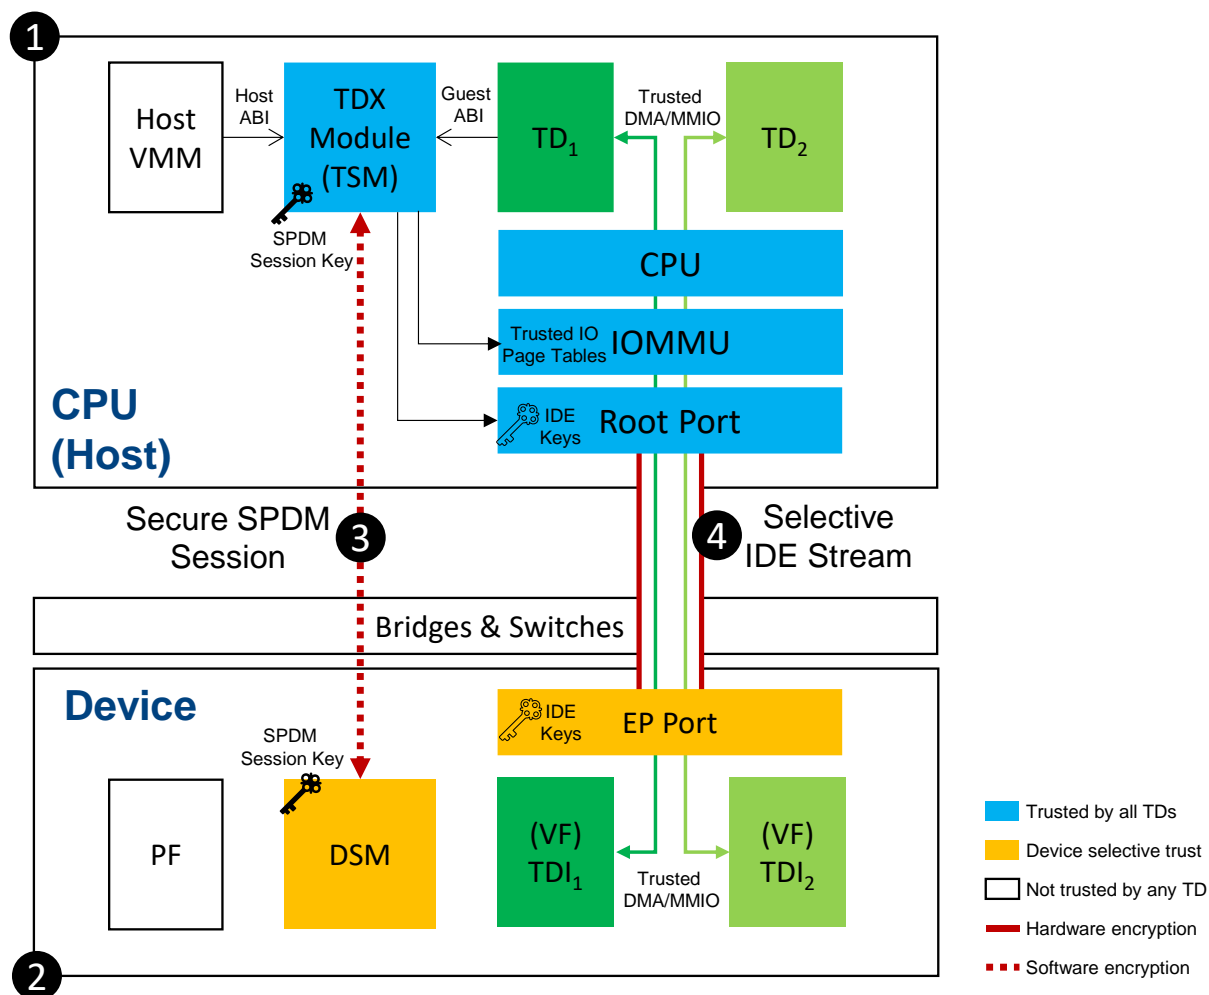 1
Host
VMM
Host
ABI
TDX
Module
(TSM)
Guest
ABI
TD₁
Trusted
DMA/MMIO
TD₂
SPDM
Session Key
CPU
Trusted IO
Page Tables
IOMMU
IDE
Keys
Root Port
CPU
(Host)
Secure SPDM
Session
3
4
Selective
IDE Stream
Bridges & Switches
Device
SPDM
Session Key
IDE
Keys
EP Port
PF
DSM
(VF)
TDI₁
Trusted
DMA/MMIO
(VF)
TDI₂
2
Trusted by all TDs
Device selective trust
Not trusted by any TD
Hardware encryption
Software encryption